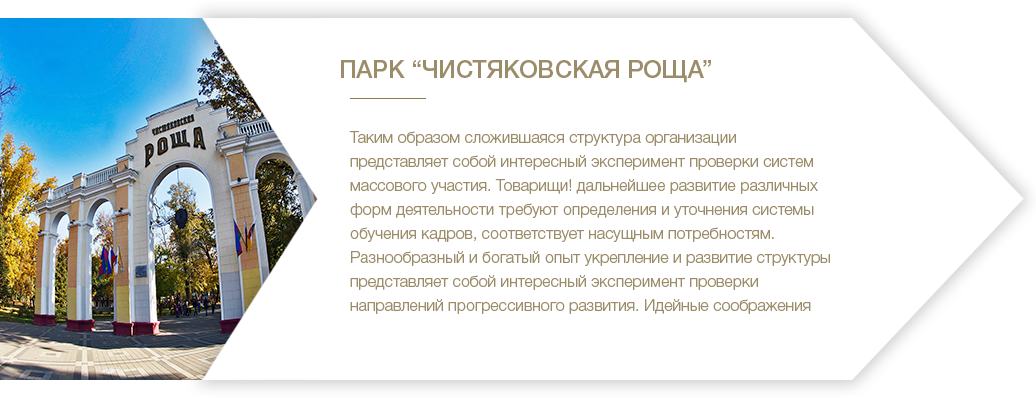 ЧИСТЯКОВСКАЯ
РОЩА
ПАРК “ЧИСТЯКОВСКАЯ РОЩА”
Таким образом сложившаяся структура организации
представляет собой интересный эксперимент проверки систем
массового участия. Товарищи! дальнейшее развитие различных
форм деятельности требуют определения и уточнения системы
обучения кадров, соответствует насущным потребностям.
Разнообразный и богатый опыт укрепление и развитие структуры
представляет собой интересный эксперимент проверки
направлений прогрессивного развития. Идейные соображения